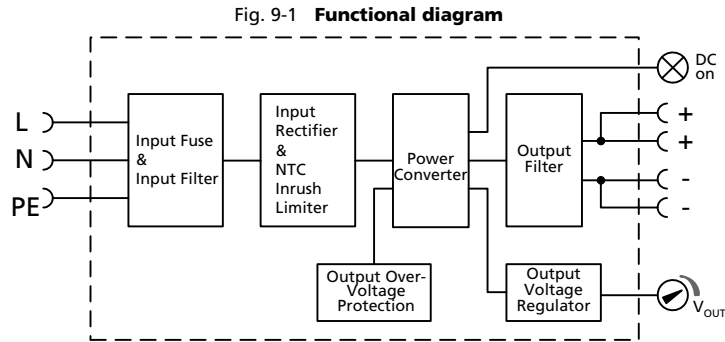 Fig. 9-1 Functional diagram
L
N
PE
Input Fuse
&
Input Filter
Input
Rectifier
&
NTC
Inrush
Limiter
Power
Converter
Output
Filter
DC
on
+
+
-
-
Output Over-
Voltage
Protection
Output
Voltage
Regulator
VOUT